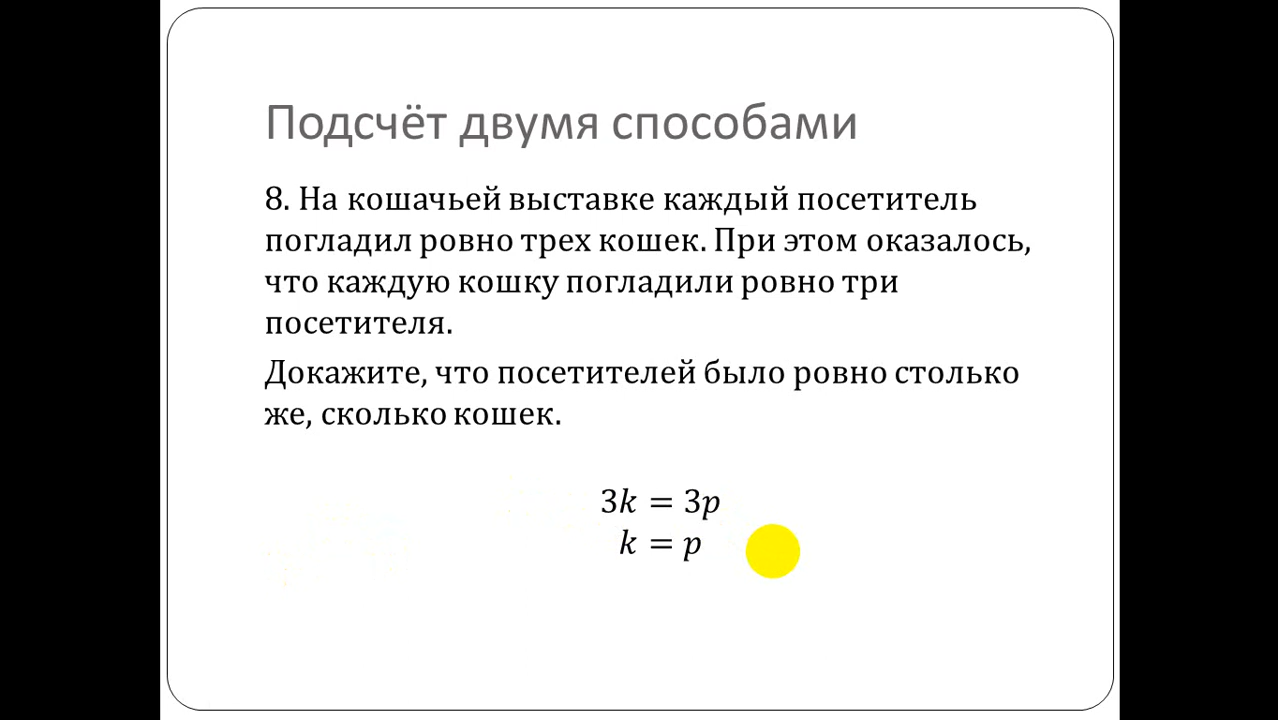 Подсчёт двумя способами
8. На кошачьей выставке каждый посетитель
погладил ровно трех кошек. При этом оказалось,
что каждую кошку погладили ровно три
посетителя.
Докажите, что посетителей было ровно столько
же, сколько кошек.
3k = 3p
k = p